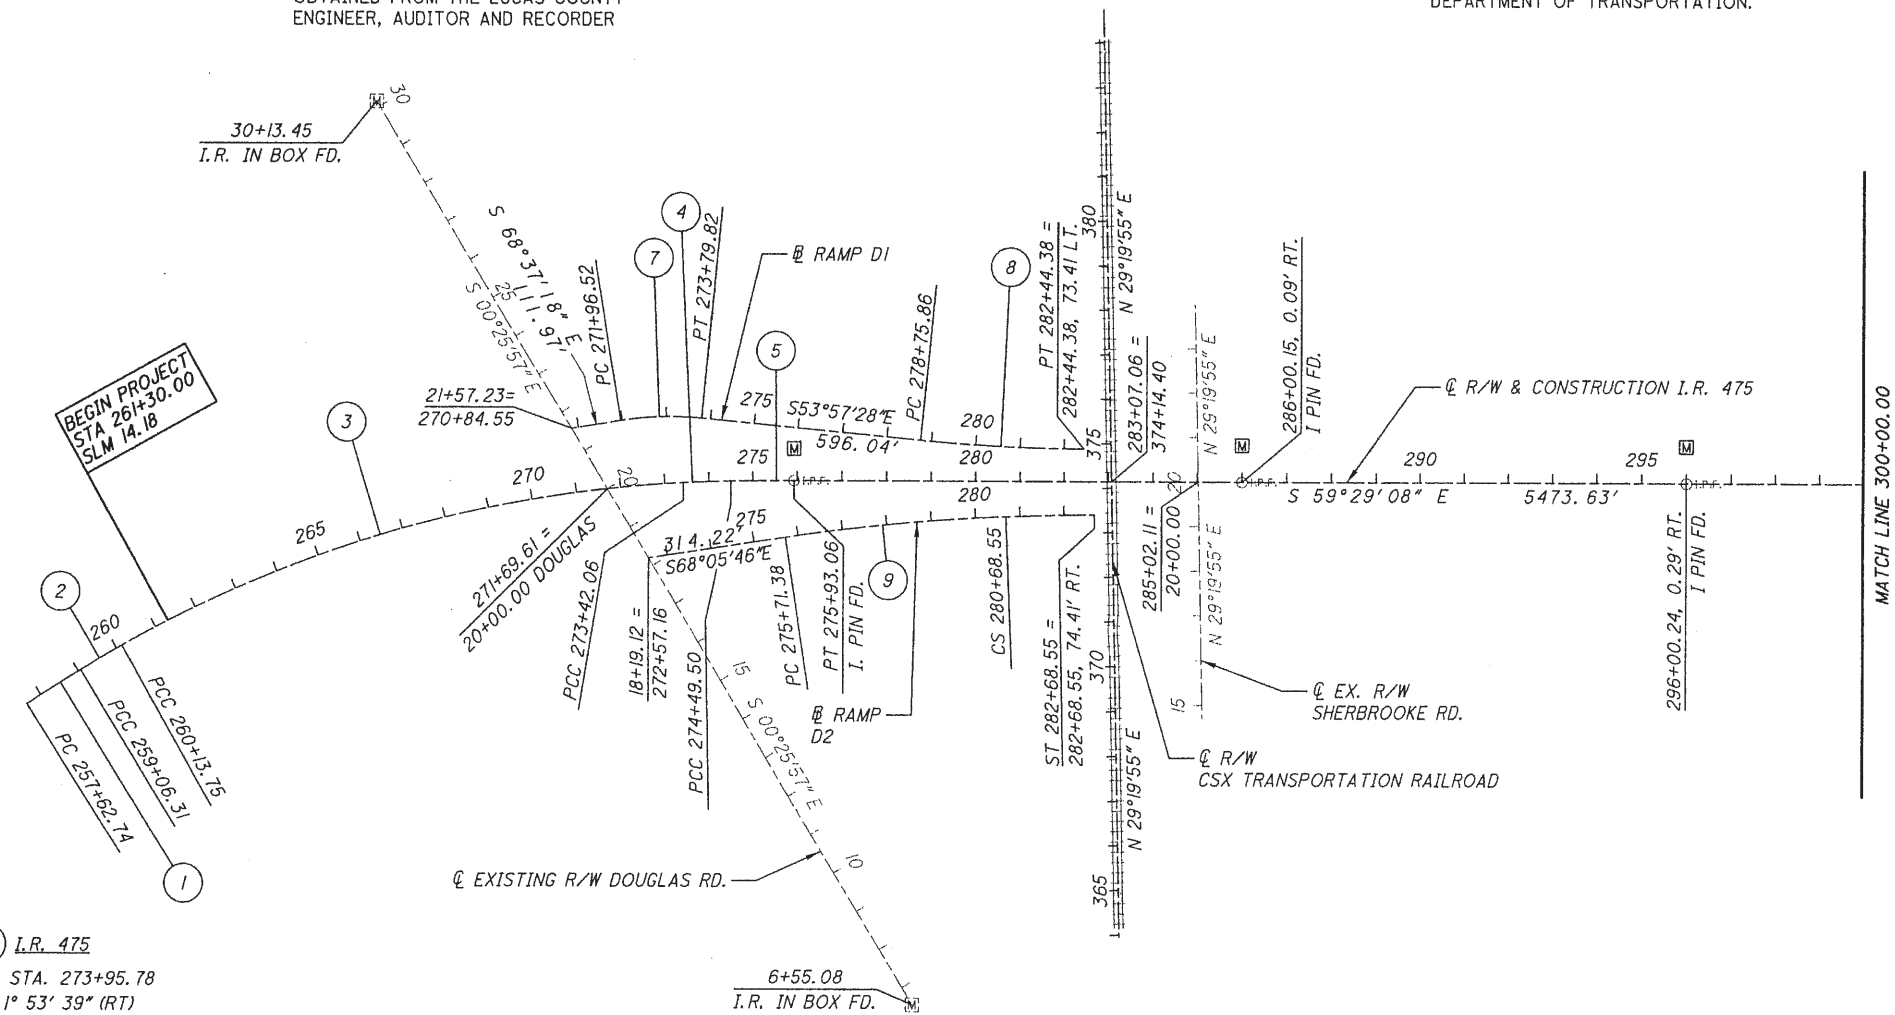 OBTAINED FROM THE LUCAS COUNTY
ENGINEER, AUDITOR AND RECORDER
DEPARTMENT OF TRANSPORTATION.
30
30+13.45
I.R. IN BOX FD.
S 68°37'18" E
111.97'
25
S 00°25'57" E
PC 271+96.52
7
4
PT 273+79.82
℄ RAMP D1
8
PT 282+44.38 =
282+44.38, 73.41 LT.
380
N 29°19'55" E
5
PC 278+75.86
375
283+07.06 =
374+14.40
N 29°19'55" E
286+00.15, 0.09' RT.
I PIN FD.
℄ R/W & CONSTRUCTION I.R. 475
MATCH LINE 300+00.00
BEGIN PROJECT
STA 261+30.00
SLM 14.18
3
21+57.23=
270+84.55
275
S53°57'28"E
596.04'
280
M
M
M
265
270
20
275
I.P.F.
280
280
20
I.P.F.
S 59°29'08" E
290
5473.63'
295
I.P.F.
2
260
1
PC 257+62.74
PCC 259+06.31
PCC 260+13.75
271+69.61 =
20+00.00 DOUGLAS
314.22'
S68°05'46"E
275
PCC 273+42.06
18+19.12 =
272+57.16
PCC 274+49.50
PC 275+71.38
PT 275+93.06
I. PIN FD.
9
CS 280+68.55
ST 282+68.55 =
282+68.55, 74.41' RT.
370
285+02.11 =
20+00.00
N 29°19'55" E
15
296+00.24, 0.29' RT.
I PIN FD.
15
S 00°25'57" E
RAMP
D2
℄ EX. R/W
SHERBROOKE RD.
℄ R/W
CSX TRANSPORTATION RAILROAD
N 29°19'55" E
365
10
℄ EXISTING R/W DOUGLAS RD.
I.R. 475
STA. 273+95.78
1° 53' 39" (RT)
6+55.08
I.R. IN BOX FD.
M